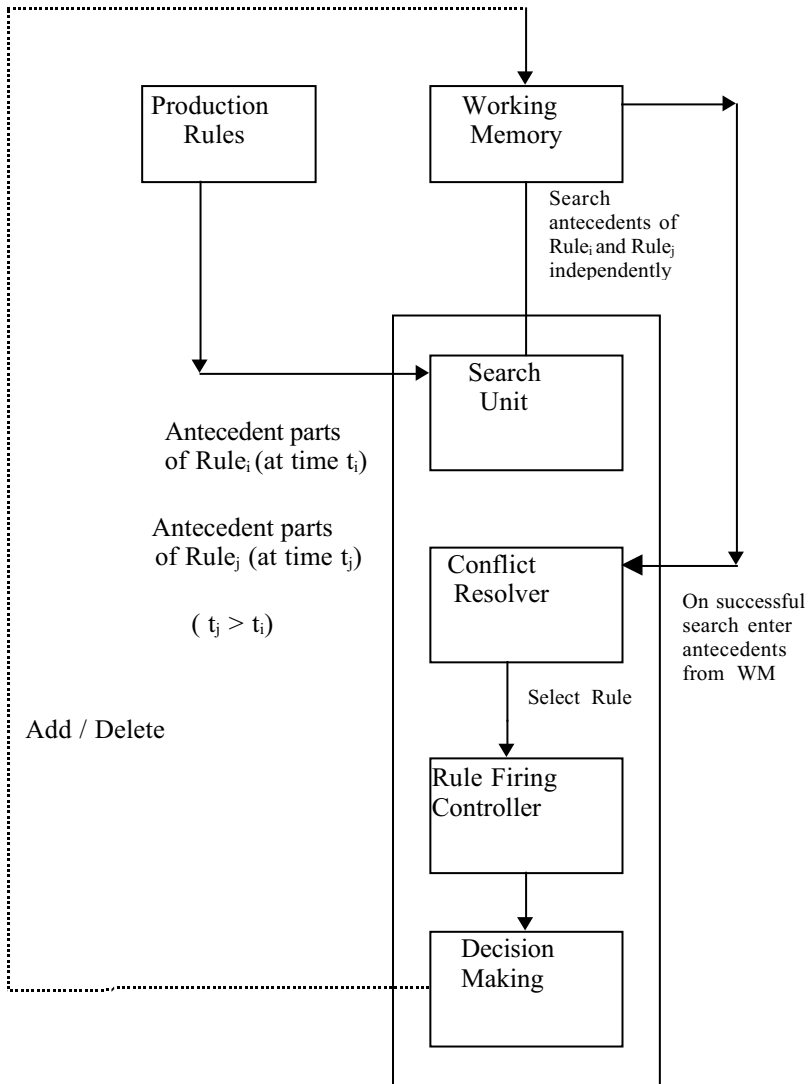 Production
Rules
Working
Memory
Search
antecedents of
Ruleᵢ and Ruleⱼ
independently
Search
Unit
Antecedent parts
of Ruleᵢ (at time tᵢ)
Antecedent parts
of Ruleⱼ (at time tⱼ)
( tⱼ > tᵢ)
Conflict
Resolver
On successful
search enter
antecedents
from WM
Select Rule
Add / Delete
Rule Firing
Controller
Decision
Making